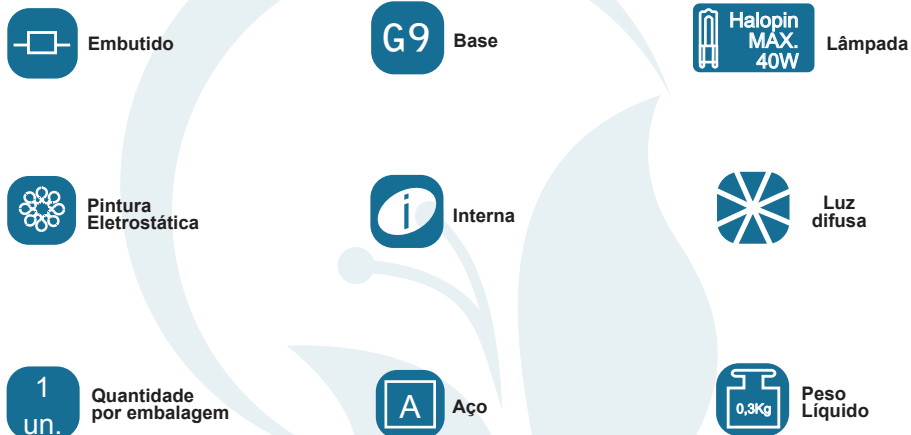 Embutido
G9
Base
Halopin
MÁX.
40W
Lâmpada
Pintura
Eletrostática
i
Interna
Luz
difusa
1
un.
Quantidade
por embalagem
A
Aço
0,3Kg
Peso
Líquido